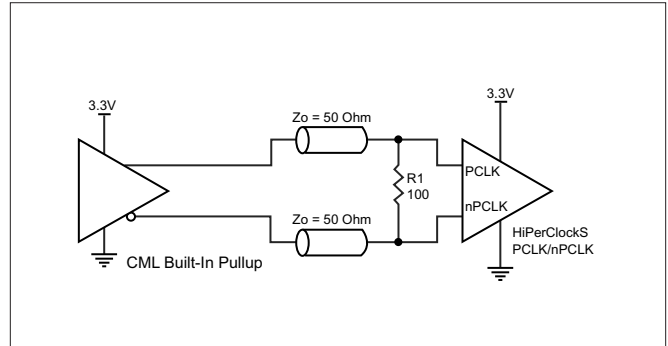 3.3V
3.3V
Zo = 50 Ohm
PCLK
R1
100
nPCLK
Zo = 50 Ohm
HiPerClockS
PCLK/nPCLK
CML Built-In Pullup